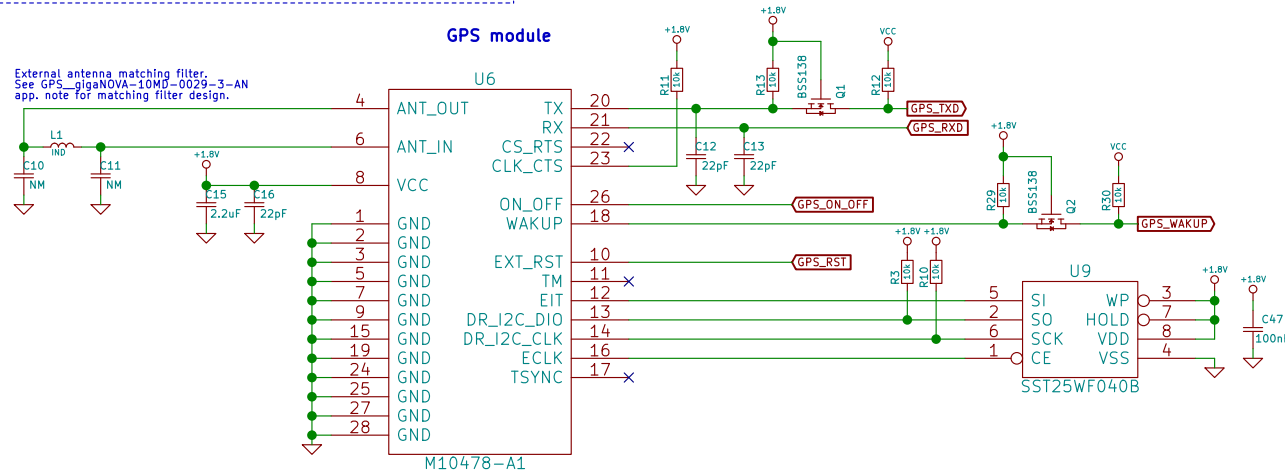 GPS module
External antenna matching filter.
See GPS__gigaNOVA-10MD-0029-3-AN
app. note for matching filter design.
U6
M10478-A1
4 ANT_OUT
6 ANT_IN
8 VCC
1 GND
2 GND
3 GND
5 GND
7 GND
9 GND
15 GND
19 GND
24 GND
25 GND
27 GND
28 GND
TX 20
RX 21
CS_RTS 22
CLK_CTS 23
ON_OFF 26
WAKUP 18
EXT_RST 10
TM 11
EIT 12
DR_I2C_DIO 13
DR_I2C_CLK 14
ECLK 16
TSYNC 17
L1
IND
C10
NM
C11
NM
+1.8V
C15
2.2uF
C16
22pF
+1.8V
R11
10k
+1.8V
R13
10k
BSS138
Q1
VCC
R12
10k
GPS_TXD
GPS_RXD
C12
22pF
C13
22pF
GPS_ON_OFF
GPS_RST
+1.8V
R29
10k
BSS138
Q2
VCC
R30
10k
GPS_WAKUP
+1.8V
+1.8V
R3
10k
R10
10k
U9
5 SI
2 SO
6 SCK
1 CE
WP 3
HOLD 7
VDD 8
VSS 4
SST25WF040B
+1.8V
+1.8V
C47